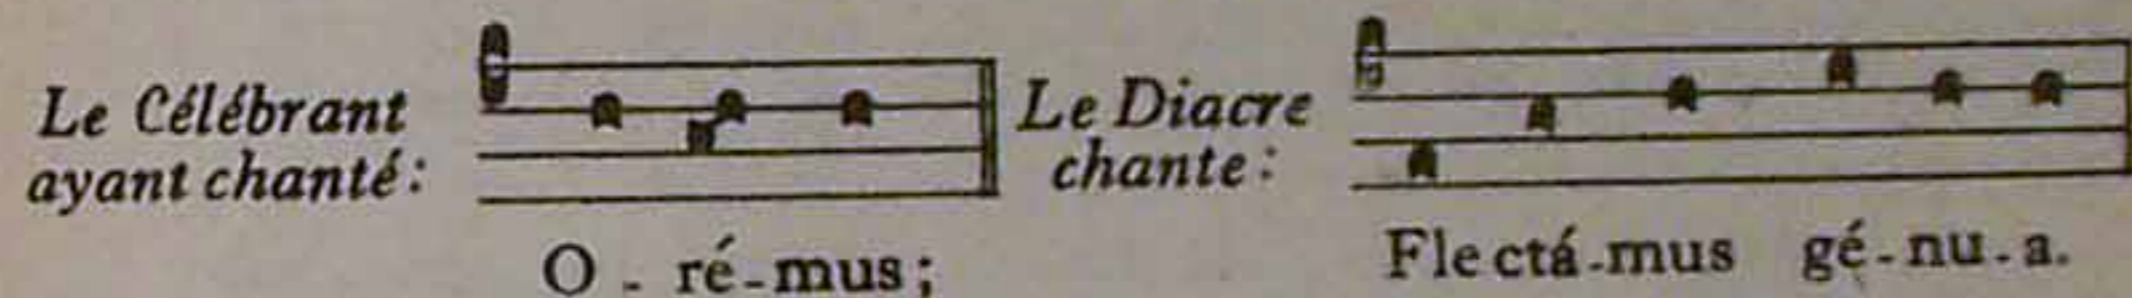 Le Célébrant
ayant chanté :
O - ré - mus ;
Le Diacre
chante :
Flectá - mus gé - nu - a.